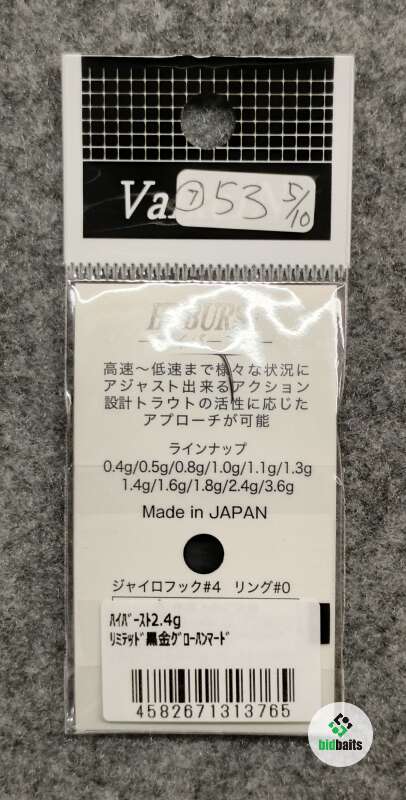 ⑦ 53 5/10
高速～低速まで様々な状況に
アジャスト出来るアクション
設計トラウトの活性に応じた
アプローチが可能
ラインナップ
0.4g/0.5g/0.8g/1.0g/1.1g/1.3g
1.4g/1.6g/1.8g/2.4g/3.6g
Made in JAPAN
ジャイロフック#4 リング#0
ﾊｲﾊﾞｰｽﾄ2.4g
ﾘﾐﾃｯﾄﾞ黒金ｸﾞﾛｰﾊﾝﾏｰﾄﾞ
4582671313765
bidbaits